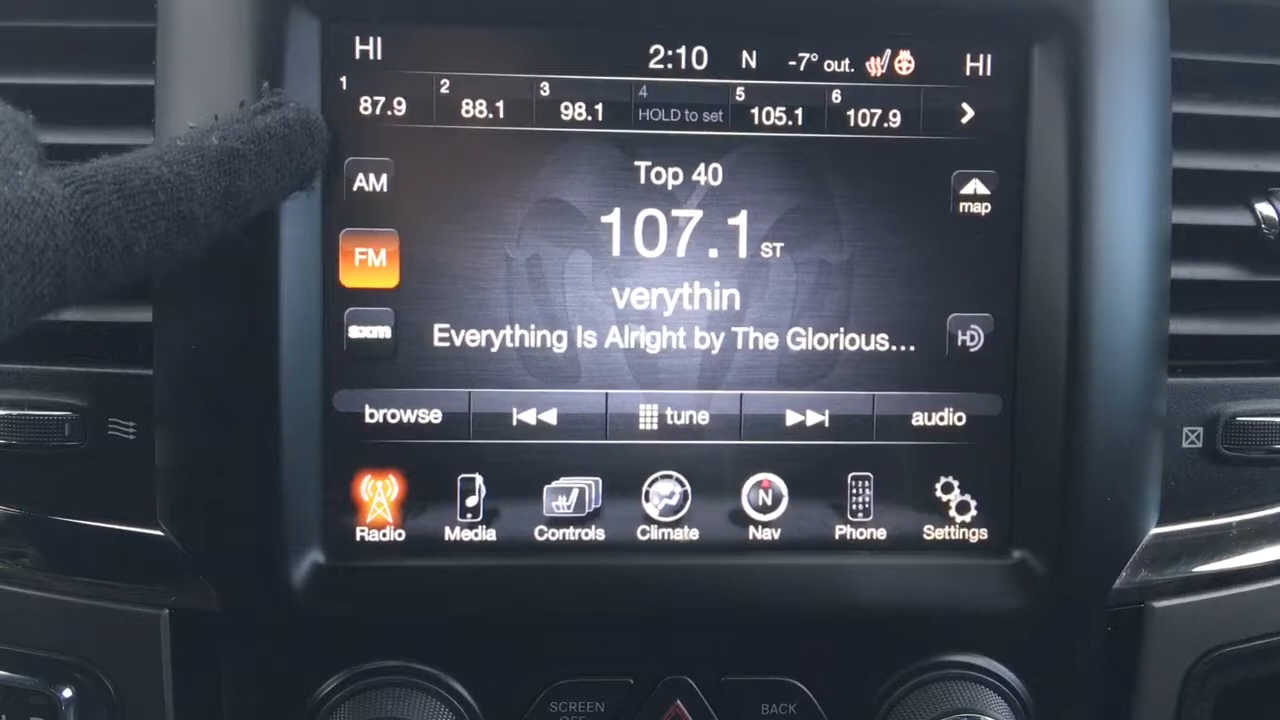 HI 2:10 N -7° out. HI
1 87.9 2 88.1 3 98.1 4 HOLD to set 5 105.1 6 107.9
Top 40
AM
map
107.1 ST
FM
verythin
sxm
Everything Is Alright by The Glorious...
HD
browse tune audio
N
Radio Media Controls Climate Nav Phone Settings
SCREEN OFF BACK